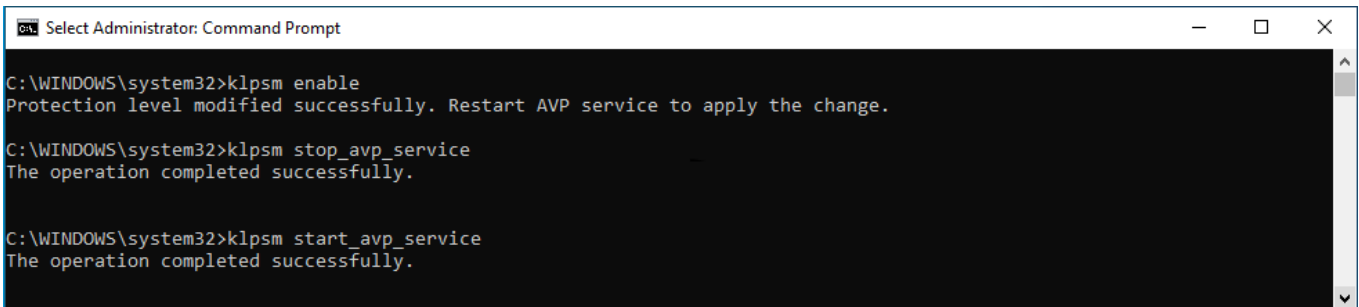 Select Administrator: Command Prompt
C:\WINDOWS\system32>klpsm enable
Protection level modified successfully. Restart AVP service to apply the change.
C:\WINDOWS\system32>klpsm stop_avp_service
The operation completed successfully.
C:\WINDOWS\system32>klpsm start_avp_service
The operation completed successfully.